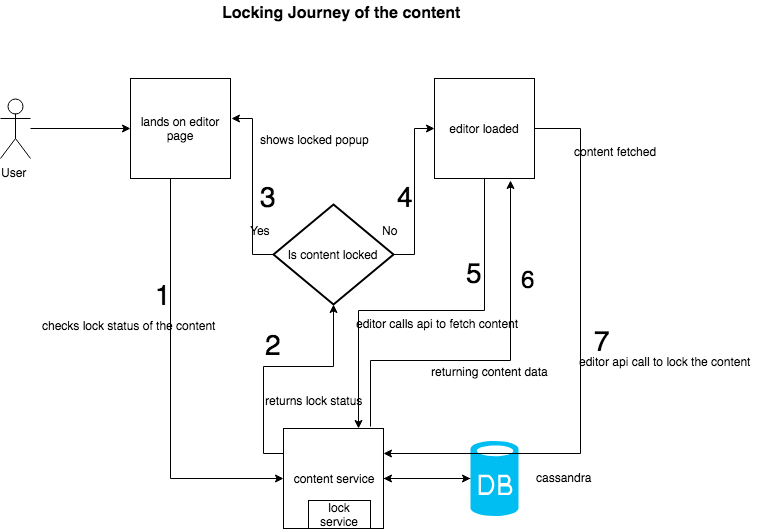 Locking Journey of the content
lands on editor
page
editor loaded
shows locked popup
content fetched
User
3
4
Yes
No
Is content locked
1
5
6
checks lock status of the content
editor calls api to fetch content
2
7
editor api call to lock the content
returning content data
returns lock status
content service
DB
cassandra
lock
service